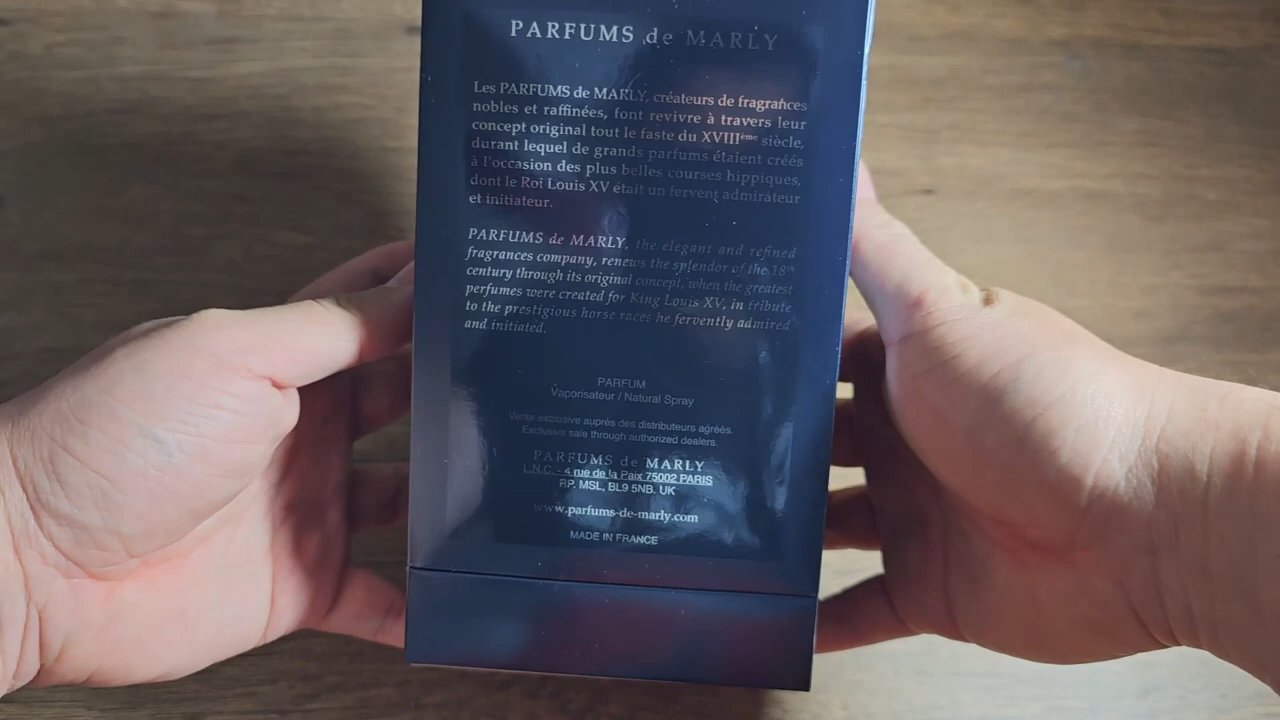 PARFUMS de MARLY
Les PARFUMS de MARLY, créateurs de fragrances
nobles et raffinées, font revivre à travers leur
concept original tout le faste du XVIIIème siècle,
durant lequel de grands parfums étaient créés
à l'occasion des plus belles courses hippiques,
dont le Roi Louis XV était un fervent admirateur
et initiateur.
PARFUMS de MARLY, the elegant and refined
fragrances company, renews the splendor of the 18th
century through its original concept, when the greatest
perfumes were created for King Louis XV, in tribute
to the prestigious horse races he fervently admired
and initiated.
PARFUM
Vaporisateur / Natural Spray
Vente exclusive auprès des distributeurs agréés.
Exclusive sale through authorized dealers.
PARFUMS de MARLY
L.N.C. - 4 rue de la Paix 75002 PARIS
RP. MSL, BL9 5NB. UK
www.parfums-de-marly.com
MADE IN FRANCE